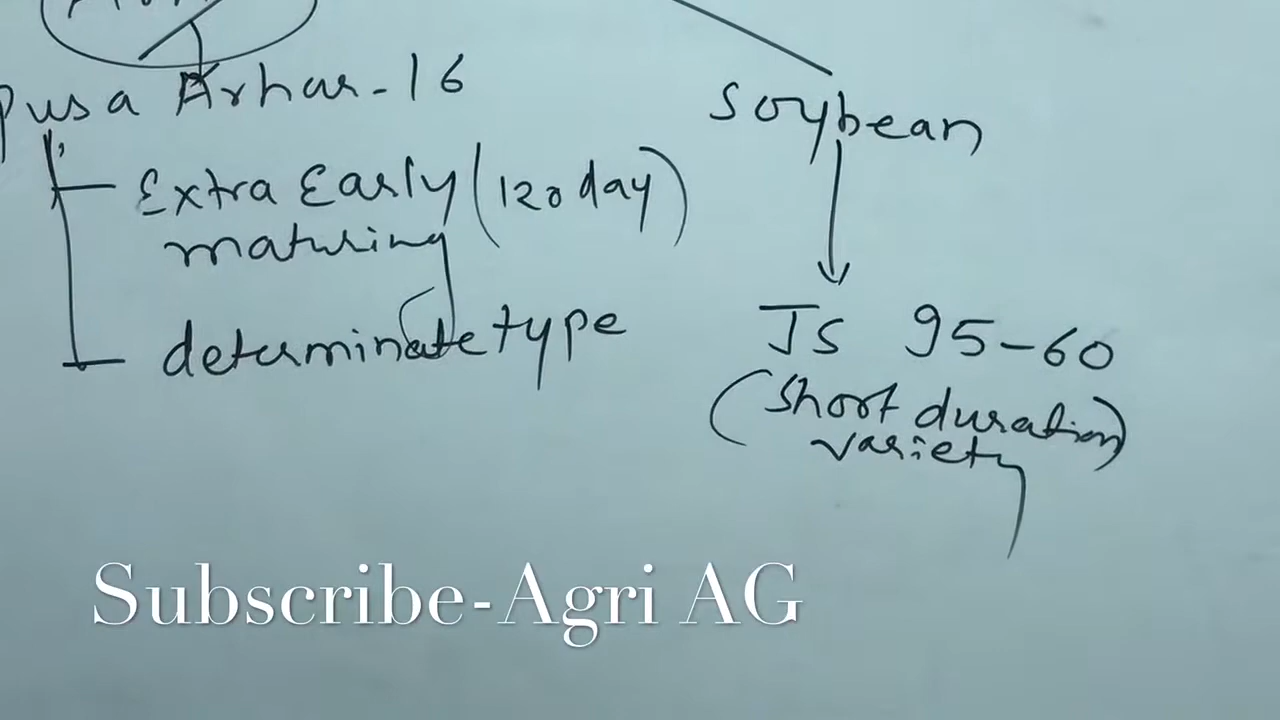 Pusa Arhar-16
Extra Early (120 day)
maturing
determinate type
Soybean
JS 95-60
(Short duration)
variety
Subscribe-Agri AG